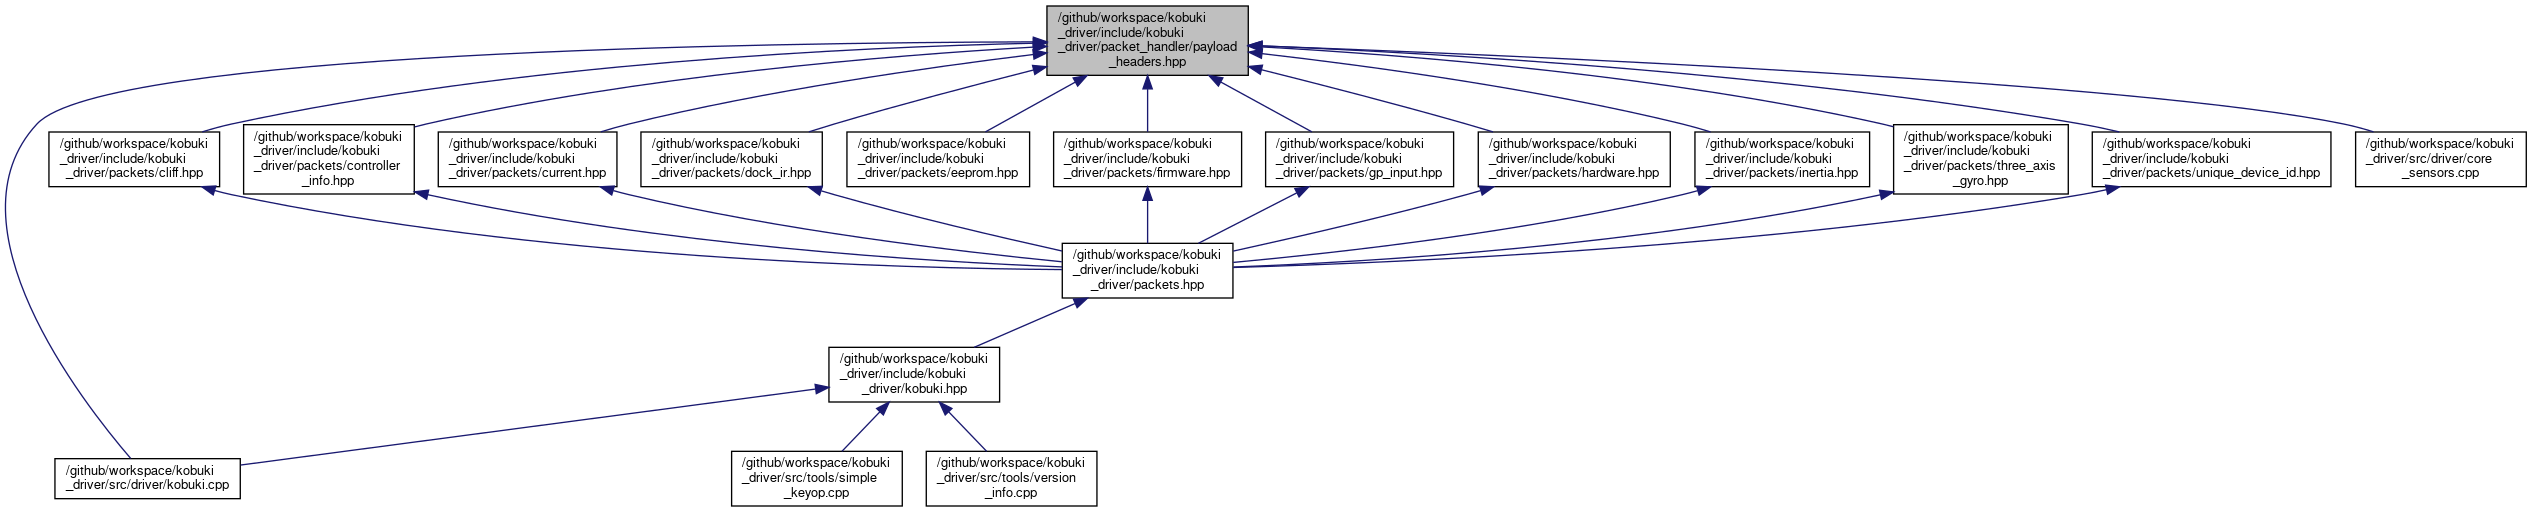 /github/workspace/kobuki
_driver/include/kobuki
_driver/packet_handler/payload
_headers.hpp
/github/workspace/kobuki
_driver/include/kobuki
_driver/packets/cliff.hpp
/github/workspace/kobuki
_driver/include/kobuki
_driver/packets/controller
_info.hpp
/github/workspace/kobuki
_driver/include/kobuki
_driver/packets/current.hpp
/github/workspace/kobuki
_driver/include/kobuki
_driver/packets/dock_ir.hpp
/github/workspace/kobuki
_driver/include/kobuki
_driver/packets/eeprom.hpp
/github/workspace/kobuki
_driver/include/kobuki
_driver/packets/firmware.hpp
/github/workspace/kobuki
_driver/include/kobuki
_driver/packets/gp_input.hpp
/github/workspace/kobuki
_driver/include/kobuki
_driver/packets/hardware.hpp
/github/workspace/kobuki
_driver/include/kobuki
_driver/packets/inertia.hpp
/github/workspace/kobuki
_driver/include/kobuki
_driver/packets/three_axis
_gyro.hpp
/github/workspace/kobuki
_driver/include/kobuki
_driver/packets/unique_device_id.hpp
/github/workspace/kobuki
_driver/src/driver/core
_sensors.cpp
/github/workspace/kobuki
_driver/include/kobuki
_driver/packets.hpp
/github/workspace/kobuki
_driver/include/kobuki
_driver/kobuki.hpp
/github/workspace/kobuki
_driver/src/driver/kobuki.cpp
/github/workspace/kobuki
_driver/src/tools/simple
_keyop.cpp
/github/workspace/kobuki
_driver/src/tools/version
_info.cpp